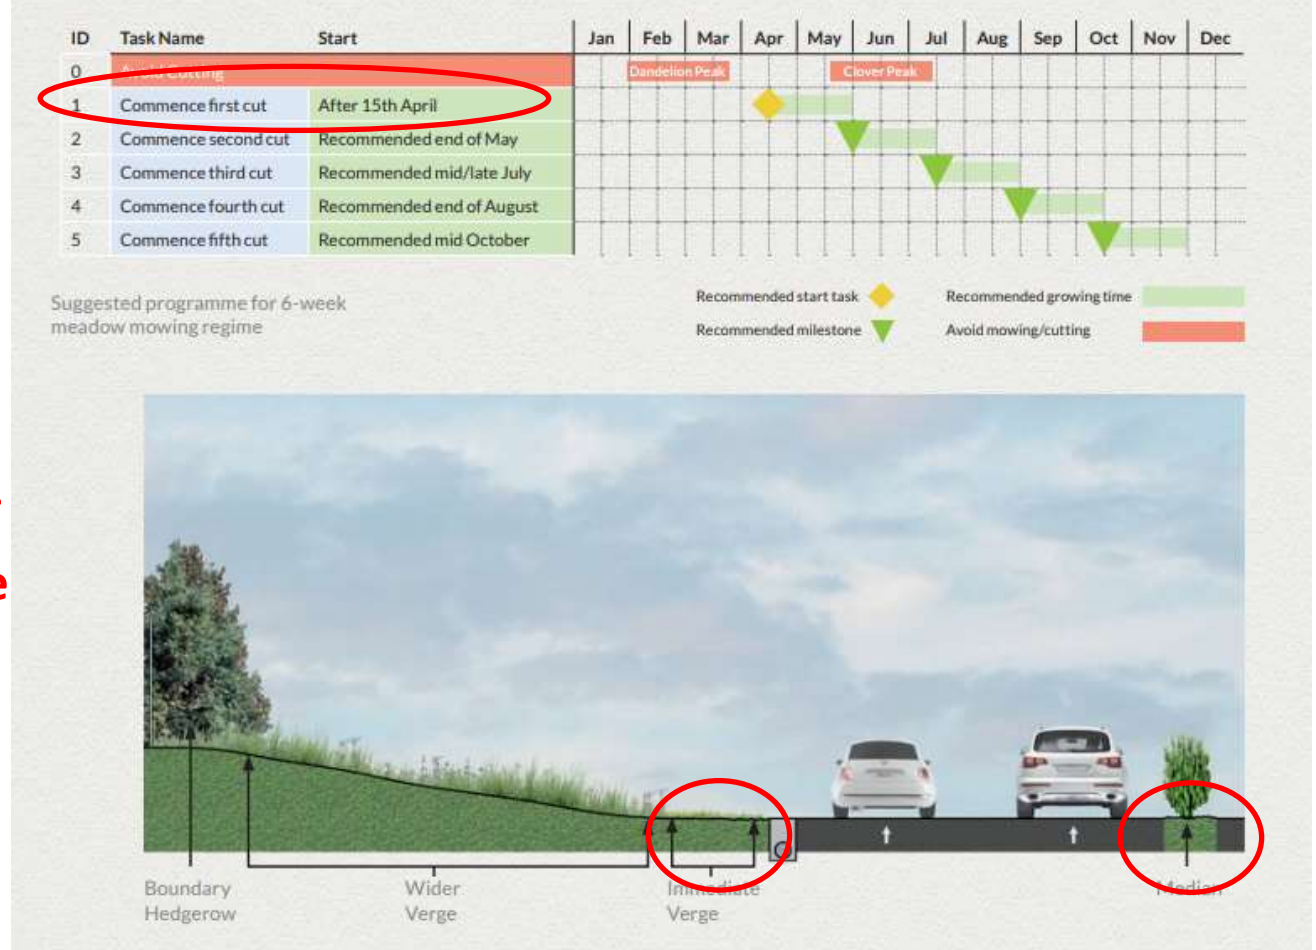 ID Task Name Start Jan Feb Mar Apr May Jun Jul Aug Sep Oct Nov Dec
0 Avoid Cutting Dandelion Peak Clover Peak
1 Commence first cut After 15th April
2 Commence second cut Recommended end of May
3 Commence third cut Recommended mid/late July
4 Commence fourth cut Recommended end of August
5 Commence fifth cut Recommended mid October
Suggested programme for 6-week
meadow mowing regime
Recommended start task Recommended growing time
Recommended milestone Avoid mowing/cutting
e
Boundary
Hedgerow
Wider
Verge
Immediate
Verge
Median